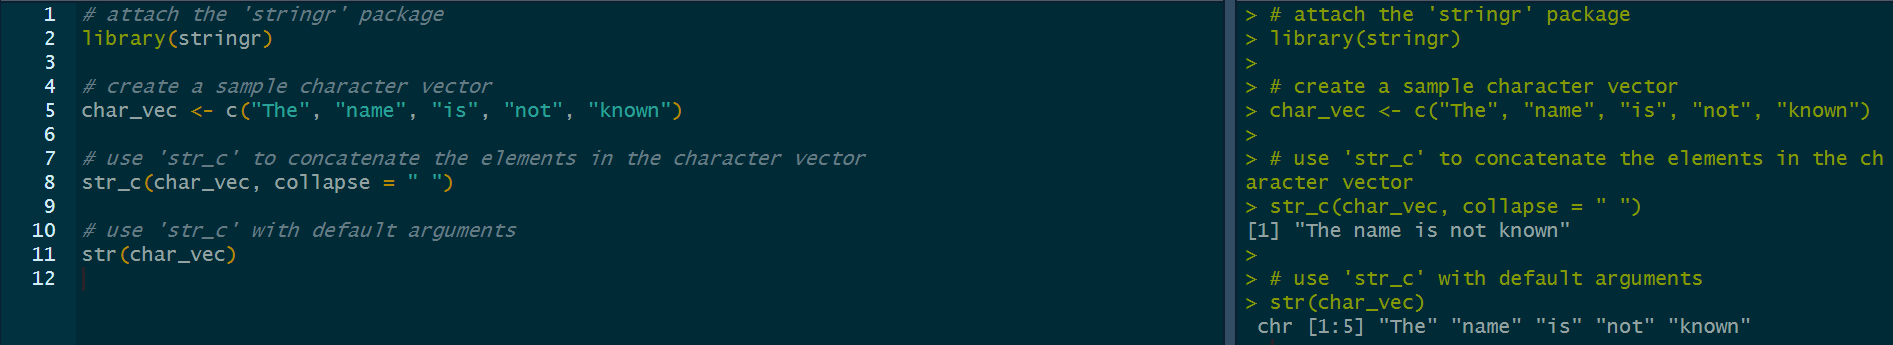 1 # attach the 'stringr' package
2 library(stringr)
3
4 # create a sample character vector
5 char_vec <- c("The", "name", "is", "not", "known")
6
7 # use 'str_c' to concatenate the elements in the character vector
8 str_c(char_vec, collapse = " ")
9
10 # use 'str_c' with default arguments
11 str(char_vec)
12
> # attach the 'stringr' package
> library(stringr)
>
> # create a sample character vector
> char_vec <- c("The", "name", "is", "not", "known")
>
> # use 'str_c' to concatenate the elements in the ch
aracter vector
> str_c(char_vec, collapse = " ")
[1] "The name is not known"
>
> # use 'str_c' with default arguments
> str(char_vec)
chr [1:5] "The" "name" "is" "not" "known"